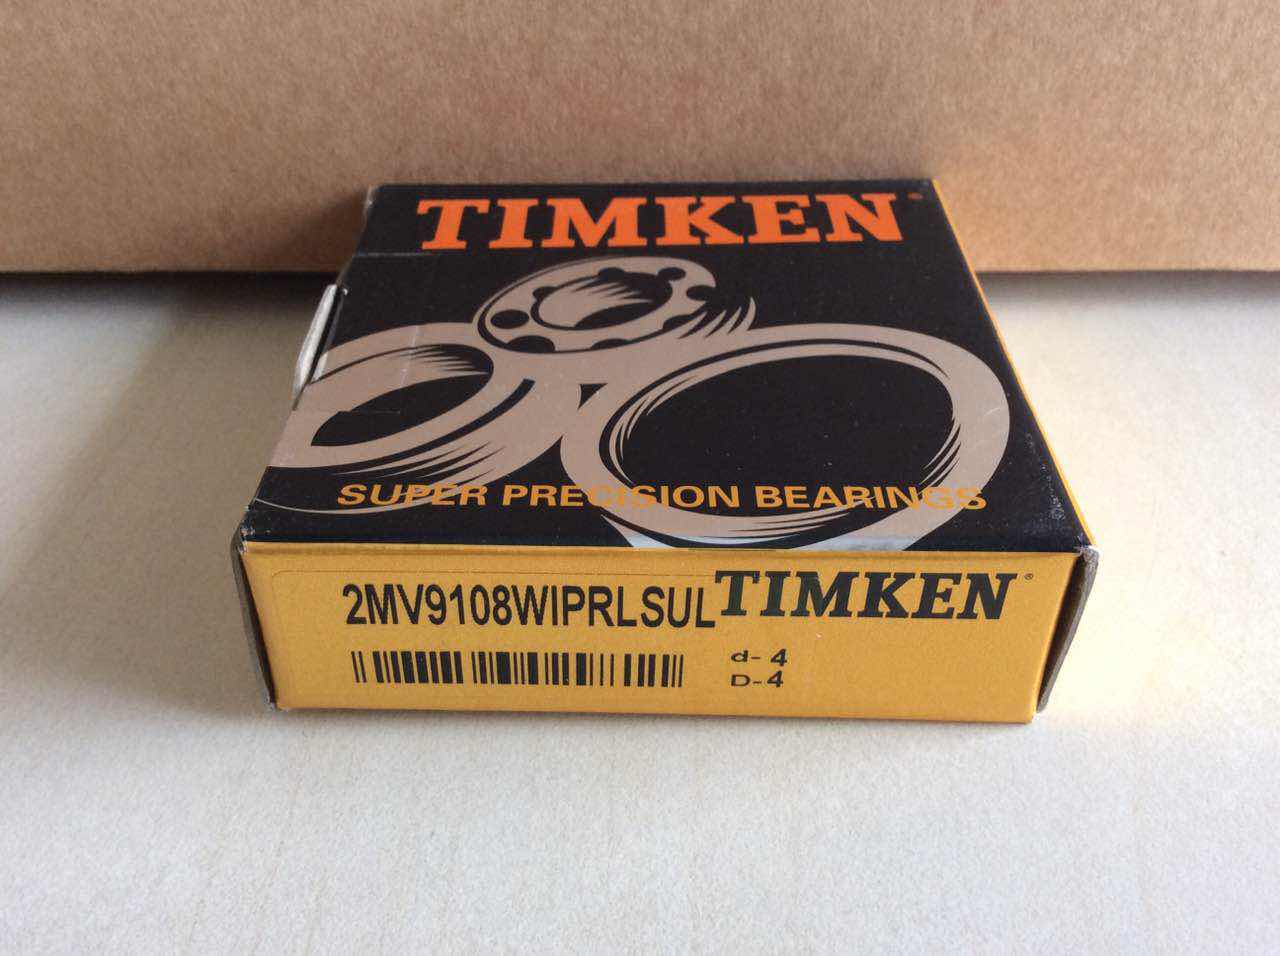 TIMKEN
SUPER PRECISION BEARINGS
2MV9108WIPRLSUL TIMKEN®
d-4
D-4